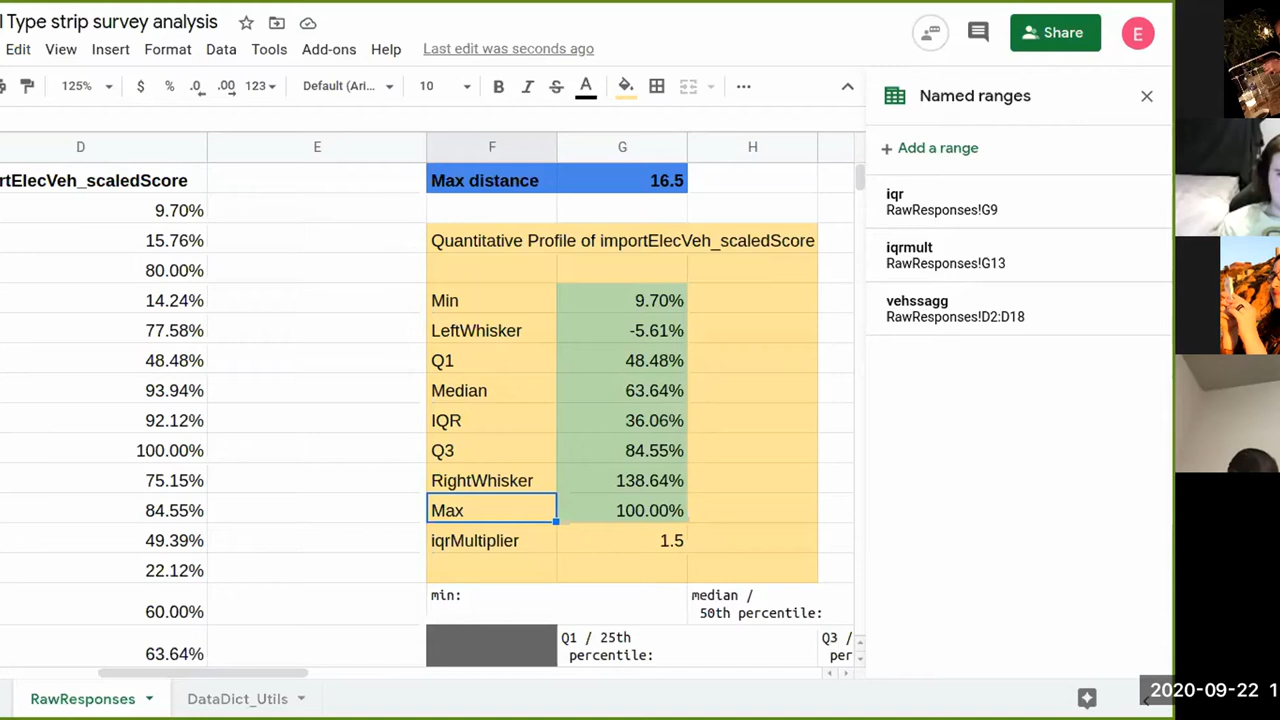 l Type strip survey analysis
Edit View Insert Format Data Tools Add-ons Help Last edit was seconds ago
Share
E
125% $ % .0 .00 123 Default (Ari... 10 B I S A ...
Named ranges
Add a range
iqr
RawResponses!G9
iqrmult
RawResponses!G13
vehssagg
RawResponses!D2:D18
D E F G H
rtElecVeh_scaledScore Max distance 16.5
9.70%
15.76% Quantitative Profile of importElecVeh_scaledScore
80.00%
14.24% Min 9.70%
77.58% LeftWhisker -5.61%
48.48% Q1 48.48%
93.94% Median 63.64%
92.12% IQR 36.06%
100.00% Q3 84.55%
75.15% RightWhisker 138.64%
84.55% Max 100.00%
49.39% iqrMultiplier 1.5
22.12%
60.00% min: median /
50th percentile:
63.64% Q1 / 25th Q3 /
percentile: per
RawResponses DataDict_Utils
2020-09-22 1